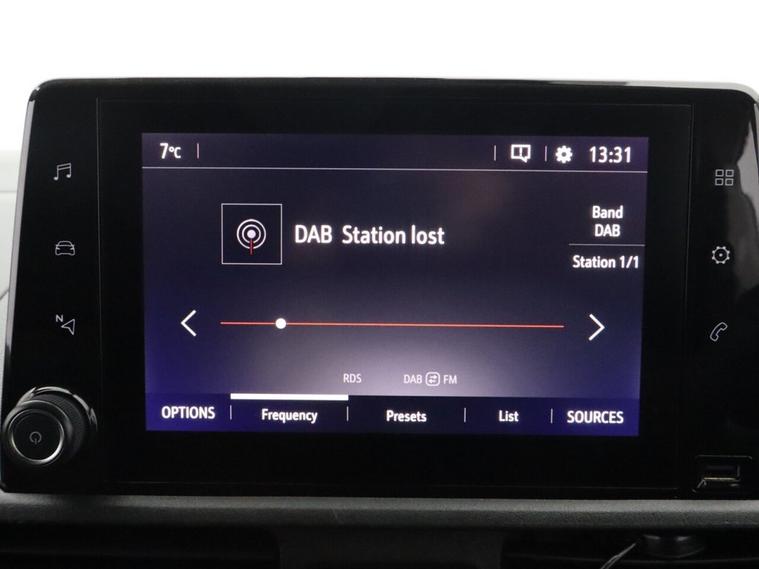 7°C
13:31
DAB Station lost
Band
DAB
Station 1/1
N
RDS
DAB FM
OPTIONS
Frequency
Presets
List
SOURCES